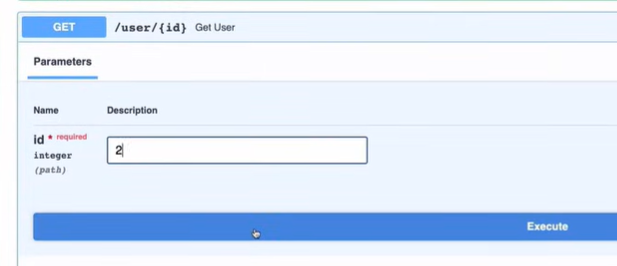 GET /user/{id} Get User
Parameters
Name Description
id * required
integer
(path)
2
Execute